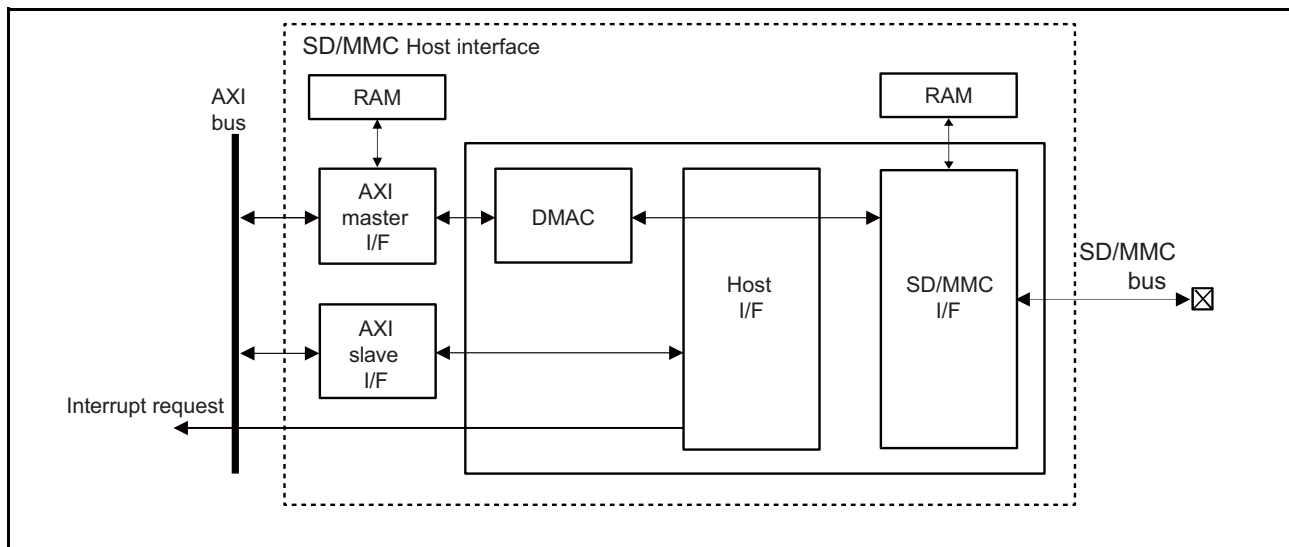 SD/MMC Host interface
AXI
bus
RAM
RAM
AXI
master
I/F
DMAC
Host
I/F
SD/MMC
I/F
SD/MMC
bus
AXI
slave
I/F
Interrupt request